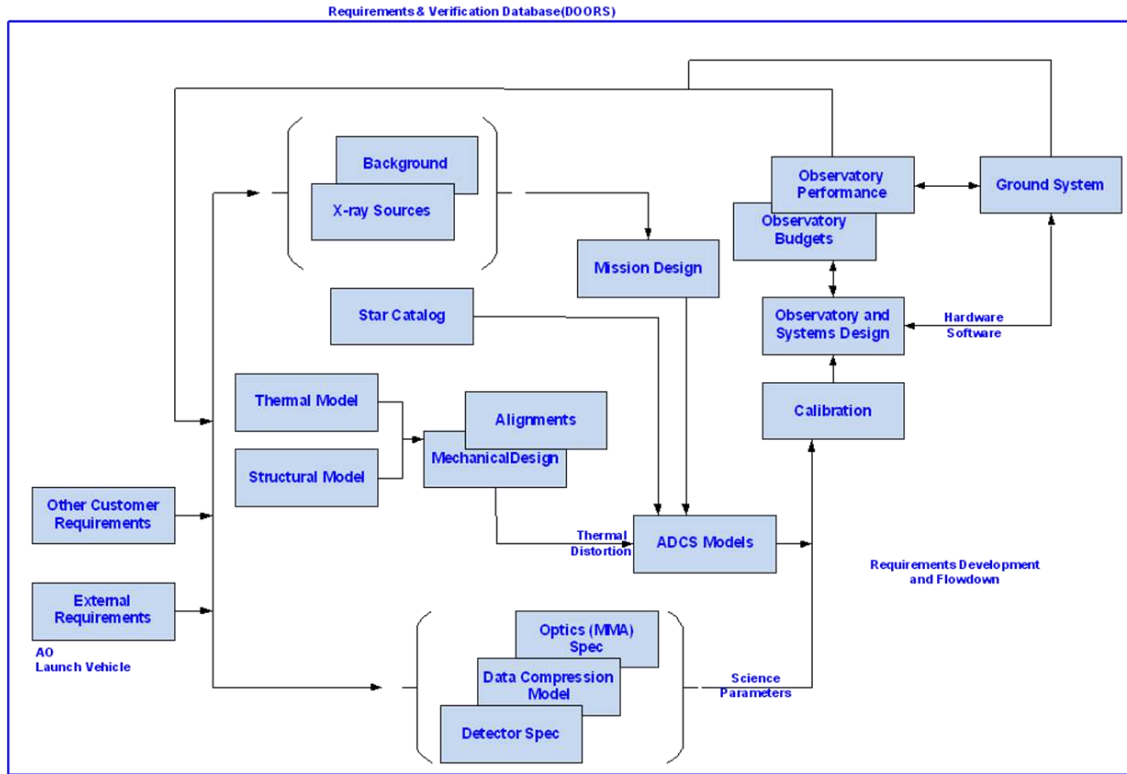 Requirements & Verification Database(DOORS)
Background
X-ray Sources
Observatory
Performance
Ground System
Observatory
Budgets
Mission Design
Star Catalog
Observatory and
Systems Design
Hardware
Software
Thermal Model
Alignments
Calibration
MechanicalDesign
Structural Model
Other Customer
Requirements
Thermal
Distortion
ADCS Models
Requirements Development
and Flowdown
External
Requirements
AO
Launch Vehicle
Optics (MMA)
Spec
Data Compression
Model
Science
Parameters
Detector Spec